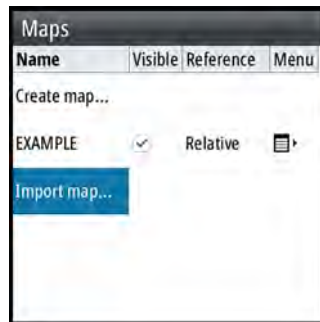 Maps
Name Visible Reference Menu
Create map...
EXAMPLE Relative
Import map...